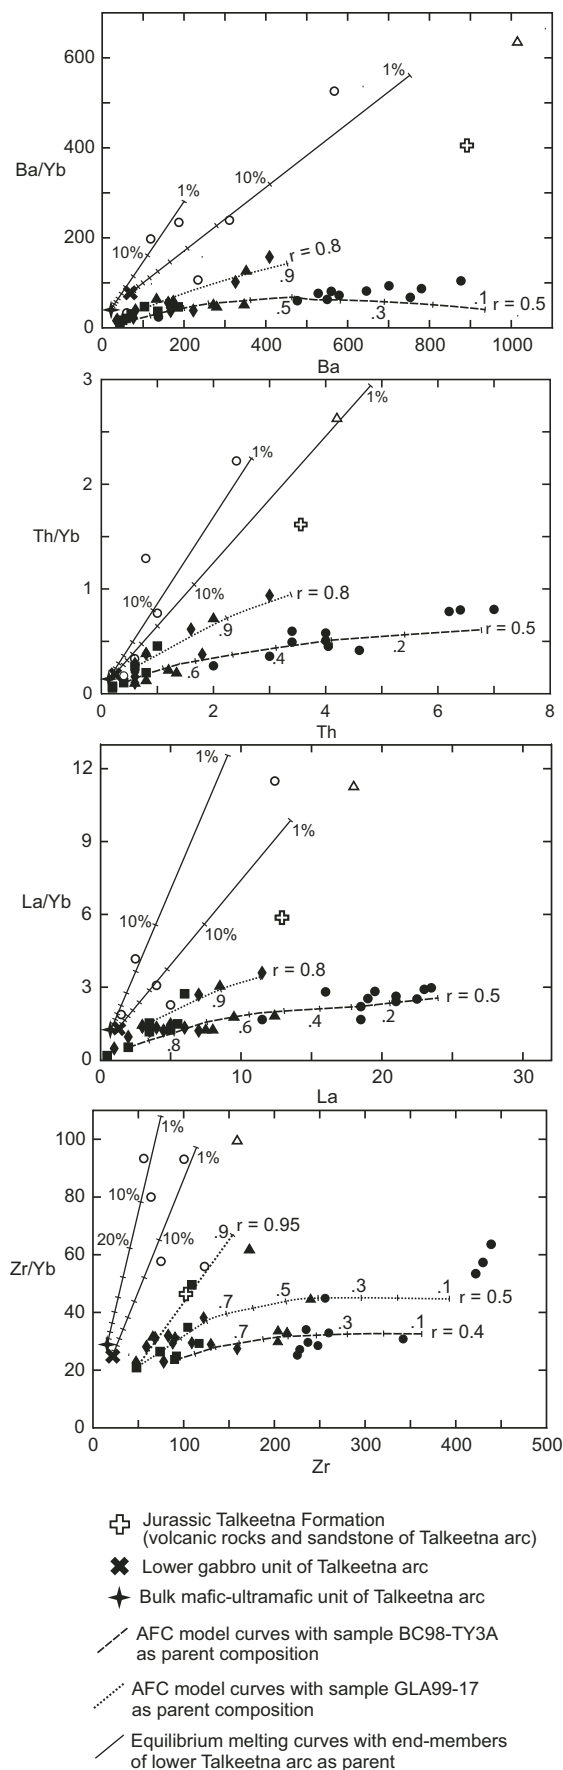 600
1%
400
Ba/Yb
10%
1%
200
10%
r = 0.8
.9
.5
.3
.1
r = 0.5
0
0
200
400
600
800
1000
Ba
3
1%
1%
2
Th/Yb
1
10%
10%
r = 0.8
.9
.6
.4
.2
r = 0.5
0
0
2
4
6
8
Th
12
1%
9
1%
La/Yb
6
10%
10%
3
r = 0.8
.9
.8
.6
.4
.2
r = 0.5
0
0
10
20
30
La
100
1%
1%
80
10%
20%
10%
.9
r = 0.95
Zr/Yb
60
.7
.5
.3
.1
r = 0.5
40
.7
.3
.1
r = 0.4
20
0
0
100
200
300
400
500
Zr
Jurassic Talkeetna Formation
(volcanic rocks and sandstone of Talkeetna arc)
Lower gabbro unit of Talkeetna arc
Bulk mafic-ultramafic unit of Talkeetna arc
AFC model curves with sample BC98-TY3A
as parent composition
AFC model curves with sample GLA99-17
as parent composition
Equilibrium melting curves with end-members
of lower Talkeetna arc as parent